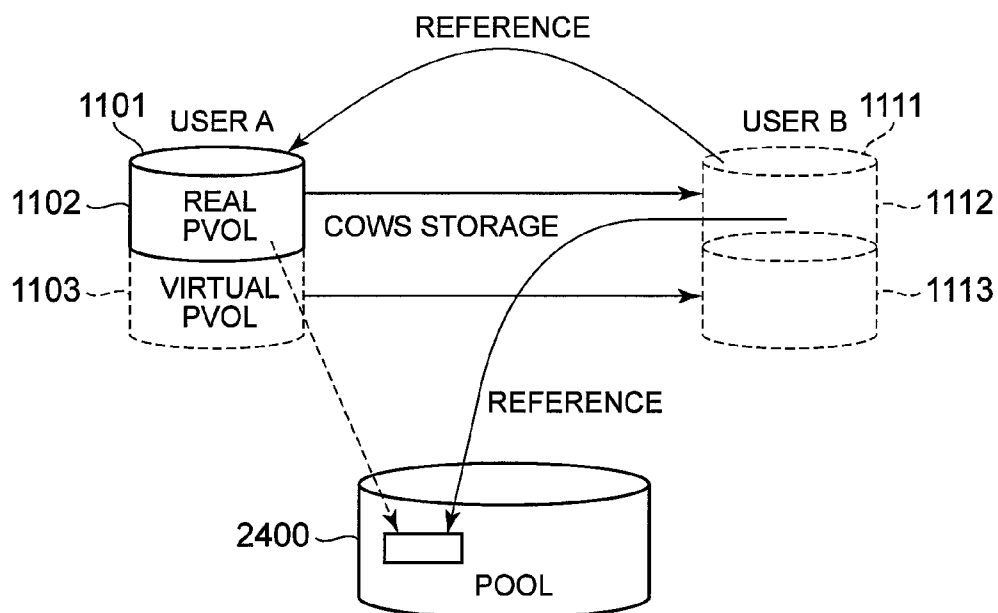 REFERENCE
1101
USER A
USER B
1111
1102
REAL
PVOL
COWS STORAGE
1112
1103
VIRTUAL
PVOL
1113
REFERENCE
2400
POOL